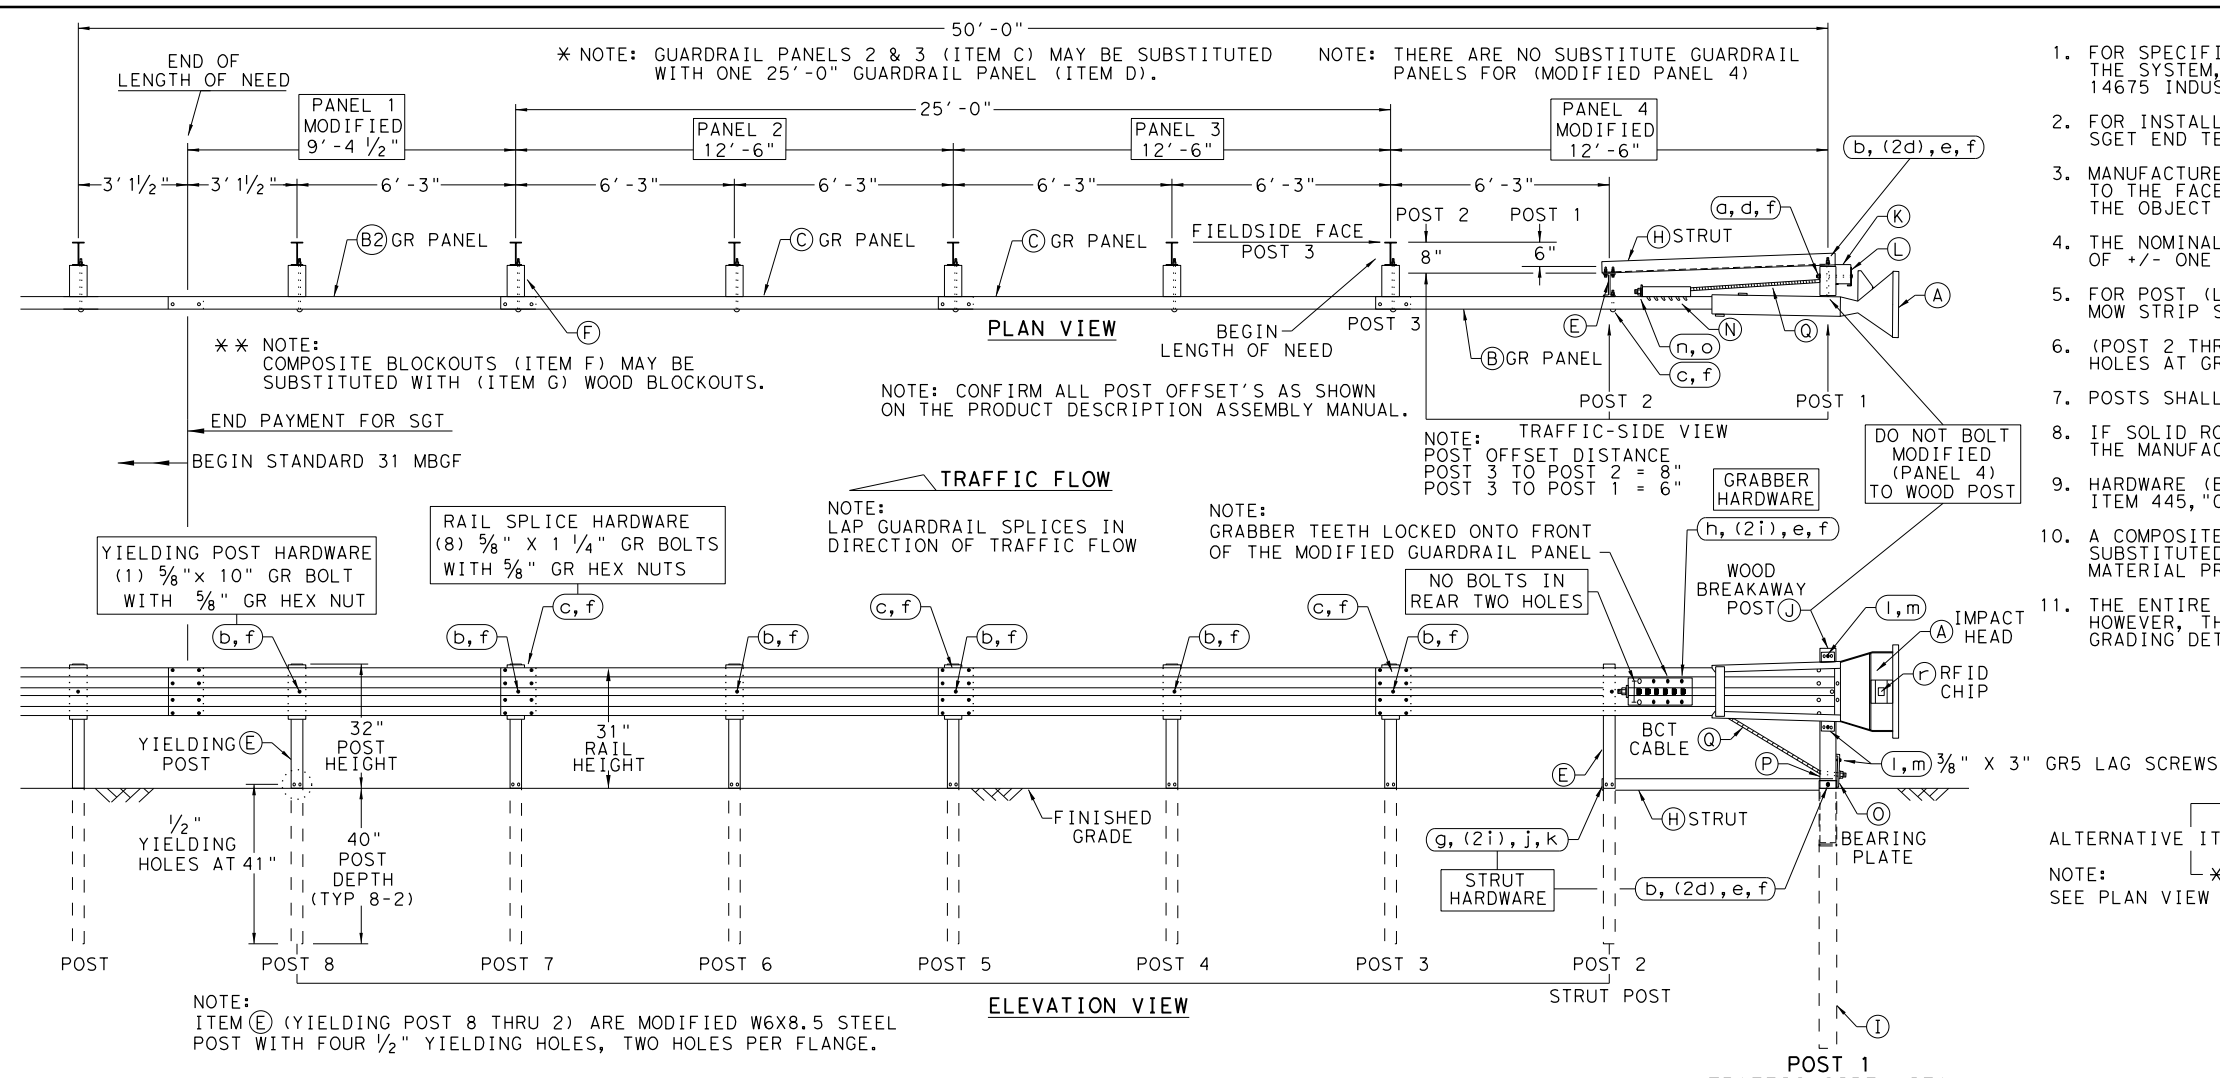 50'-0"
END OF
LENGTH OF NEED
* NOTE: GUARDRAIL PANELS 2 & 3 (ITEM C) MAY BE SUBSTITUTED
WITH ONE 25'-0" GUARDRAIL PANEL (ITEM D).
NOTE: THERE ARE NO SUBSTITUTE GUARDRAIL
PANELS FOR (MODIFIED PANEL 4)
PANEL 1
MODIFIED
9'-4 1/2"
25'-0"
PANEL 2
12'-6"
PANEL 3
12'-6"
PANEL 4
MODIFIED
12'-6"
b, (2d), e, f
3' 1 1/2"
3' 1 1/2"
6'-3"
6'-3"
6'-3"
6'-3"
6'-3"
6'-3"
POST 2
POST 1
a, d, f
K
L
B2 GR PANEL
C GR PANEL
C GR PANEL
FIELDSIDE FACE
POST 3
8"
6"
H STRUT
A
F
PLAN VIEW
BEGIN
LENGTH OF NEED
POST 3
E
N
Q
n, o
c, f
B GR PANEL
* * NOTE:
COMPOSITE BLOCKOUTS (ITEM F) MAY BE
SUBSTITUTED WITH (ITEM G) WOOD BLOCKOUTS.
NOTE: CONFIRM ALL POST OFFSET'S AS SHOWN
ON THE PRODUCT DESCRIPTION ASSEMBLY MANUAL.
POST 2
POST 1
TRAFFIC-SIDE VIEW
NOTE:
POST OFFSET DISTANCE
POST 3 TO POST 2 = 8"
POST 3 TO POST 1 = 6"
DO NOT BOLT
MODIFIED
(PANEL 4)
TO WOOD POST
END PAYMENT FOR SGT
BEGIN STANDARD 31 MBGF
TRAFFIC FLOW
NOTE:
LAP GUARDRAIL SPLICES IN
DIRECTION OF TRAFFIC FLOW
GRABBER
HARDWARE
h, (2i), e, f
NOTE:
GRABBER TEETH LOCKED ONTO FRONT
OF THE MODIFIED GUARDRAIL PANEL
YIELDING POST HARDWARE
(1) 5/8"x 10" GR BOLT
WITH 5/8" GR HEX NUT
RAIL SPLICE HARDWARE
(8) 5/8" X 1 1/4" GR BOLTS
WITH 5/8" GR HEX NUTS
NO BOLTS IN
REAR TWO HOLES
WOOD
BREAKAWAY
POST J
l, m
A IMPACT
HEAD
r RFID
CHIP
b, f
b, f
c, f
b, f
c, f
b, f
b, f
c, f
b, f
YIELDING E
POST
32"
POST
HEIGHT
31"
RAIL
HEIGHT
BCT
CABLE
Q
P
E
l, m 3/8" X 3" GR5 LAG SCREWS
1/2"
YIELDING
HOLES AT 41"
40"
POST
DEPTH
(TYP 8-2)
FINISHED
GRADE
H STRUT
O
BEARING
PLATE
g, (2i), j, k
STRUT
HARDWARE
b, (2d), e, f
POST
POST 8
POST 7
POST 6
POST 5
POST 4
POST 3
POST 2
STRUT POST
ELEVATION VIEW
NOTE:
ITEM E (YIELDING POST 8 THRU 2) ARE MODIFIED W6X8.5 STEEL
POST WITH FOUR 1/2" YIELDING HOLES, TWO HOLES PER FLANGE.
I
POST 1
1. FOR SPECIFI
THE SYSTEM,
14675 INDUS
2. FOR INSTALL
SGET END TE
3. MANUFACTURE
TO THE FACE
THE OBJECT
4. THE NOMINAL
OF +/- ONE
5. FOR POST (L
MOW STRIP S
6. (POST 2 THR
HOLES AT GR
7. POSTS SHALL
8. IF SOLID RO
THE MANUFAC
9. HARDWARE (B
ITEM 445,"G
10. A COMPOSITE
SUBSTITUTED
MATERIAL PR
11. THE ENTIRE
HOWEVER, TH
GRADING DET
ALTERNATIVE IT
NOTE: *
SEE PLAN VIEW